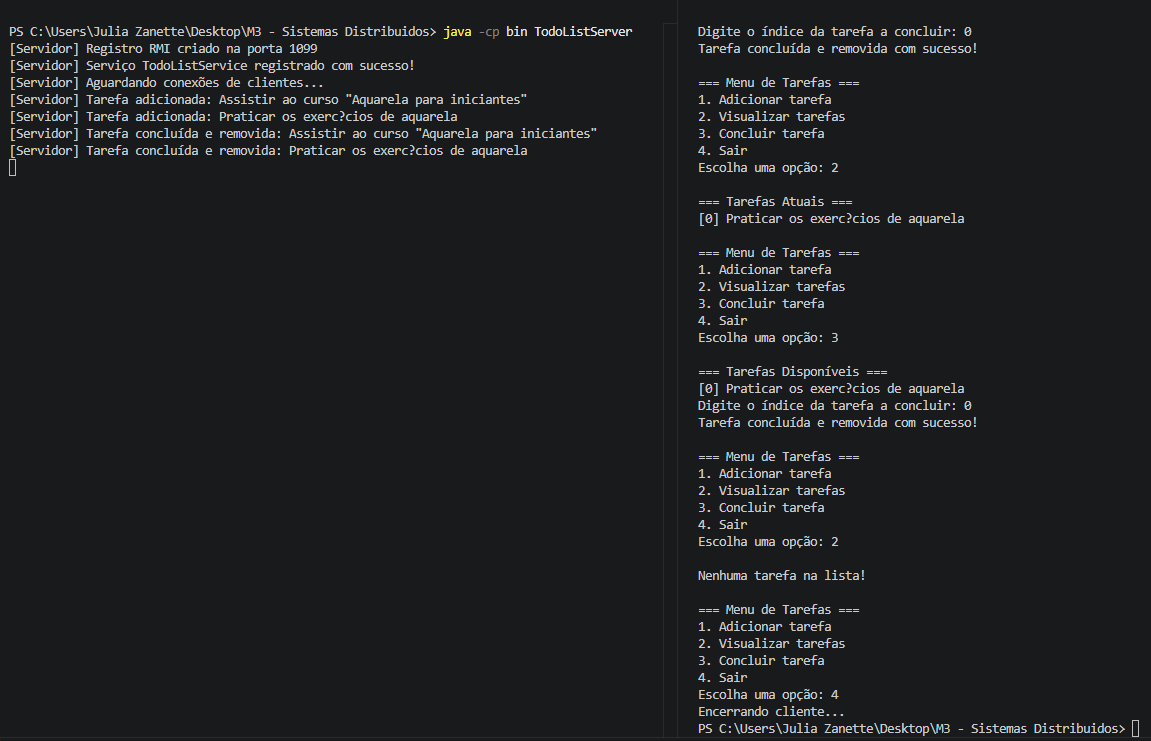 PS C:\Users\Julia Zanette\Desktop\M3 - Sistemas Distribuidos> java -cp bin TodoListServer
[Servidor] Registro RMI criado na porta 1099
[Servidor] Serviço TodoListService registrado com sucesso!
[Servidor] Aguardando conexões de clientes...
[Servidor] Tarefa adicionada: Assistir ao curso "Aquarela para iniciantes"
[Servidor] Tarefa adicionada: Praticar os exerc?cios de aquarela
[Servidor] Tarefa concluída e removida: Assistir ao curso "Aquarela para iniciantes"
[Servidor] Tarefa concluída e removida: Praticar os exerc?cios de aquarela
Digite o índice da tarefa a concluir: 0
Tarefa concluída e removida com sucesso!
=== Menu de Tarefas ===
1. Adicionar tarefa
2. Visualizar tarefas
3. Concluir tarefa
4. Sair
Escolha uma opção: 2
=== Tarefas Atuais ===
[0] Praticar os exerc?cios de aquarela
=== Menu de Tarefas ===
1. Adicionar tarefa
2. Visualizar tarefas
3. Concluir tarefa
4. Sair
Escolha uma opção: 3
=== Tarefas Disponíveis ===
[0] Praticar os exerc?cios de aquarela
Digite o índice da tarefa a concluir: 0
Tarefa concluída e removida com sucesso!
=== Menu de Tarefas ===
1. Adicionar tarefa
2. Visualizar tarefas
3. Concluir tarefa
4. Sair
Escolha uma opção: 2
Nenhuma tarefa na lista!
=== Menu de Tarefas ===
1. Adicionar tarefa
2. Visualizar tarefas
3. Concluir tarefa
4. Sair
Escolha uma opção: 4
Encerrando cliente...
PS C:\Users\Julia Zanette\Desktop\M3 - Sistemas Distribuidos>